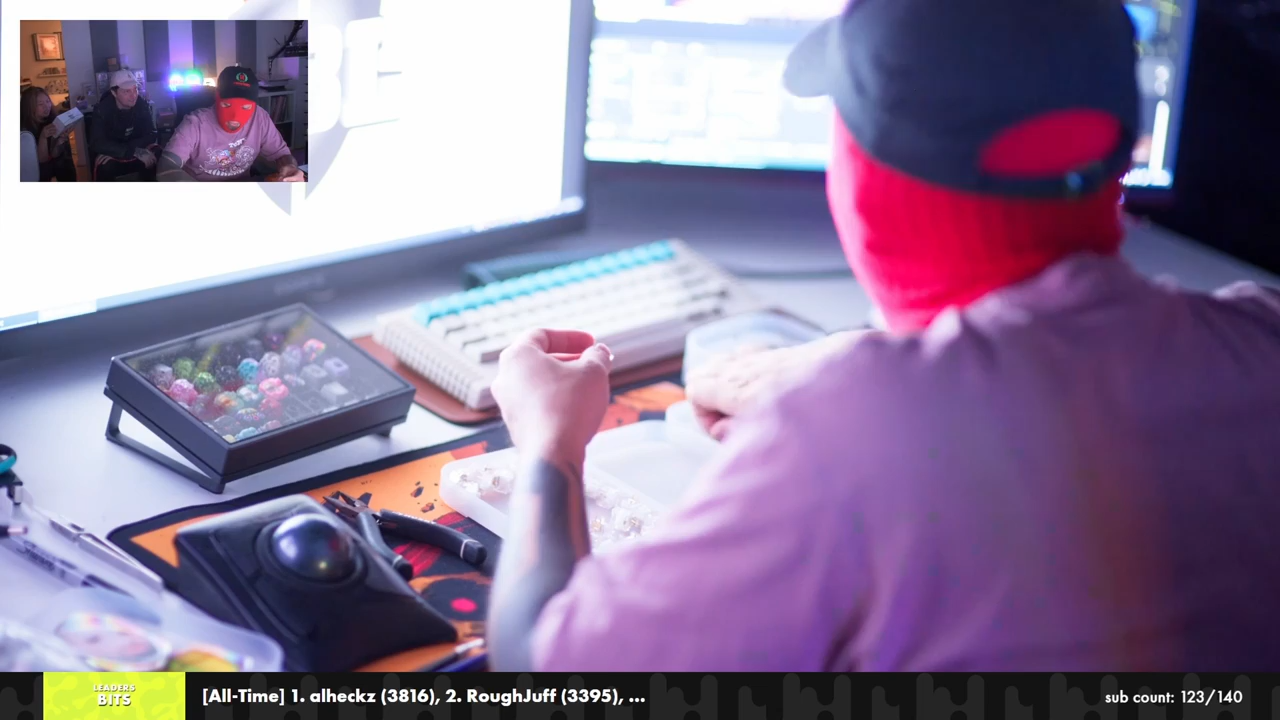 LEADERS
BITS
[All-Time] 1. alheckz (3816), 2. RoughJuff (3395), ...
sub count: 123/140